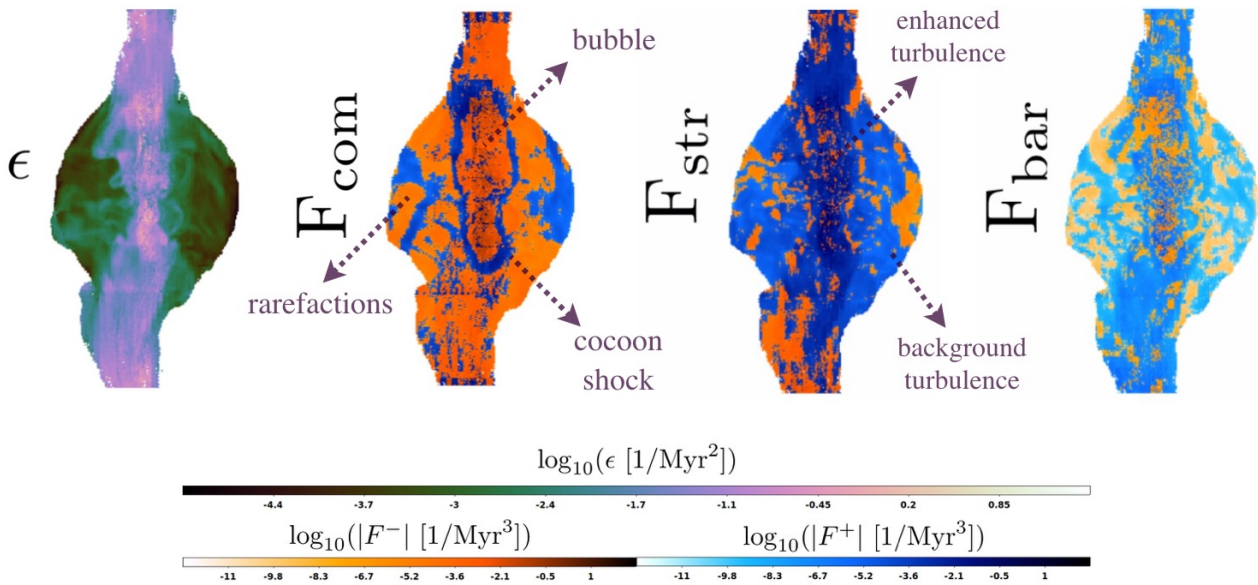 bubble
enhanced
turbulence
ϵ
F_com
F_str
F_bar
rarefactions
cocoon
shock
background
turbulence
log₁₀(ϵ [1/Myr²])
-4.4 -3.7 -3 -2.4 -1.7 -1.1 -0.45 0.2 0.85
log₁₀(|F⁻| [1/Myr³]) log₁₀(|F⁺| [1/Myr³])
-11 -9.8 -8.3 -6.7 -5.2 -3.6 -2.1 -0.5 1 -11 -9.8 -8.3 -6.7 -5.2 -3.6 -2.1 -0.5 1